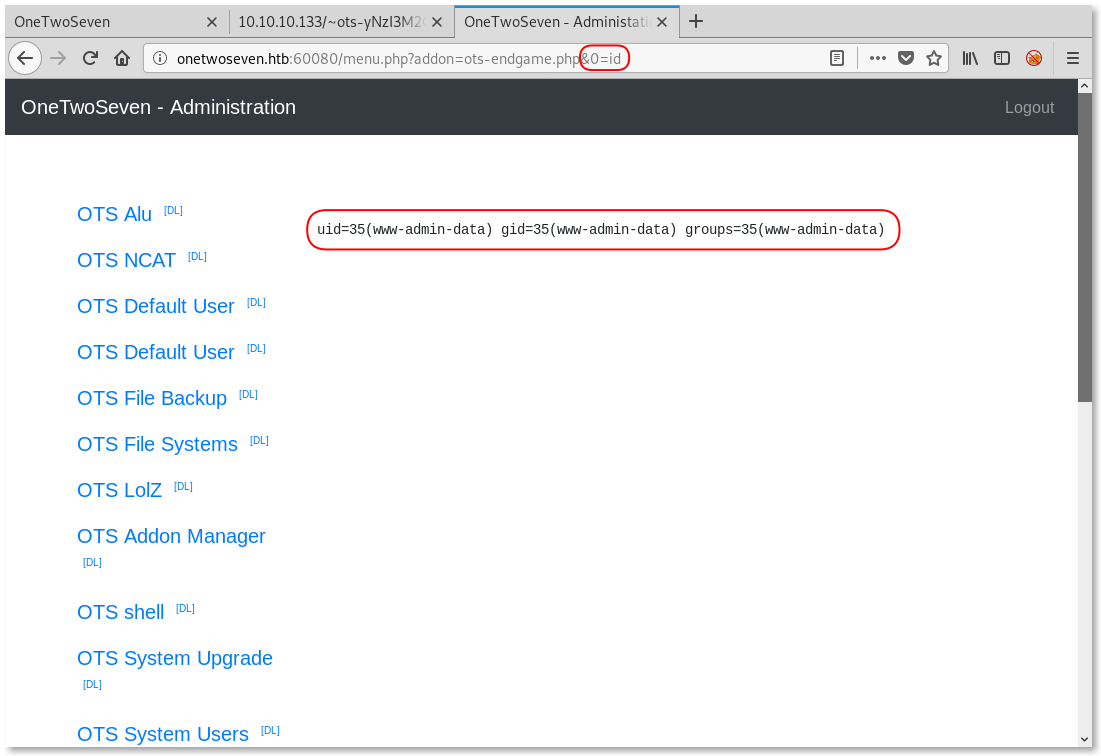 OneTwoSeven
10.10.10.133/~ots-yNzI3M2
OneTwoSeven - Administati
onetwoseven.htb:60080/menu.php?addon=ots-endgame.php&0=id
OneTwoSeven - Administration
Logout
OTS Alu [DL]
uid=35(www-admin-data) gid=35(www-admin-data) groups=35(www-admin-data)
OTS NCAT [DL]
OTS Default User [DL]
OTS Default User [DL]
OTS File Backup [DL]
OTS File Systems [DL]
OTS LolZ [DL]
OTS Addon Manager
[DL]
OTS shell [DL]
OTS System Upgrade
[DL]
OTS System Users [DL]